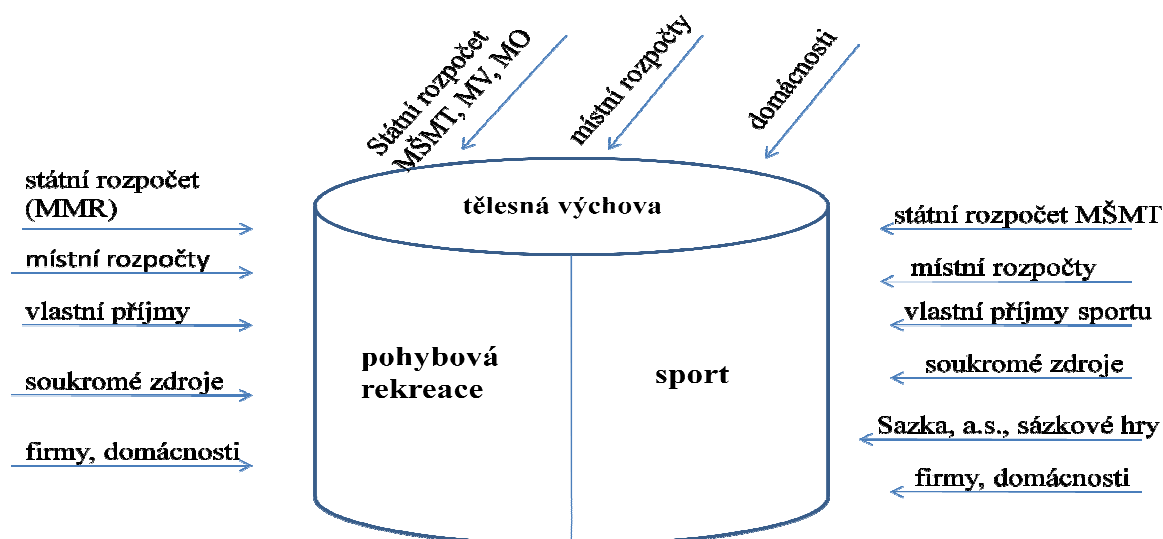 Státní rozpočet
MŠMT, MV, MO
místní rozpočty
domácnosti
tělesná výchova
státní rozpočet
(MMR)
místní rozpočty
vlastní příjmy
soukromé zdroje
firmy, domácnosti
pohybová
rekreace
sport
státní rozpočet MŠMT
místní rozpočty
vlastní příjmy sportu
soukromé zdroje
Sazka, a.s., sázkové hry
firmy, domácnosti